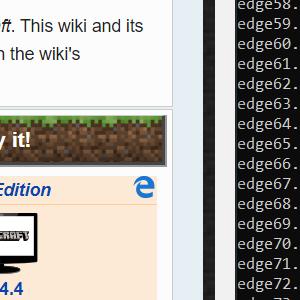 ft. This wiki and its
n the wiki's
y it!
Edition
4.4
edge58.
edge59.
edge60.
edge61.
edge62.
edge63.
edge64.
edge65.
edge66.
edge67.
edge68.
edge69.
edge70.
edge71.
edge72.